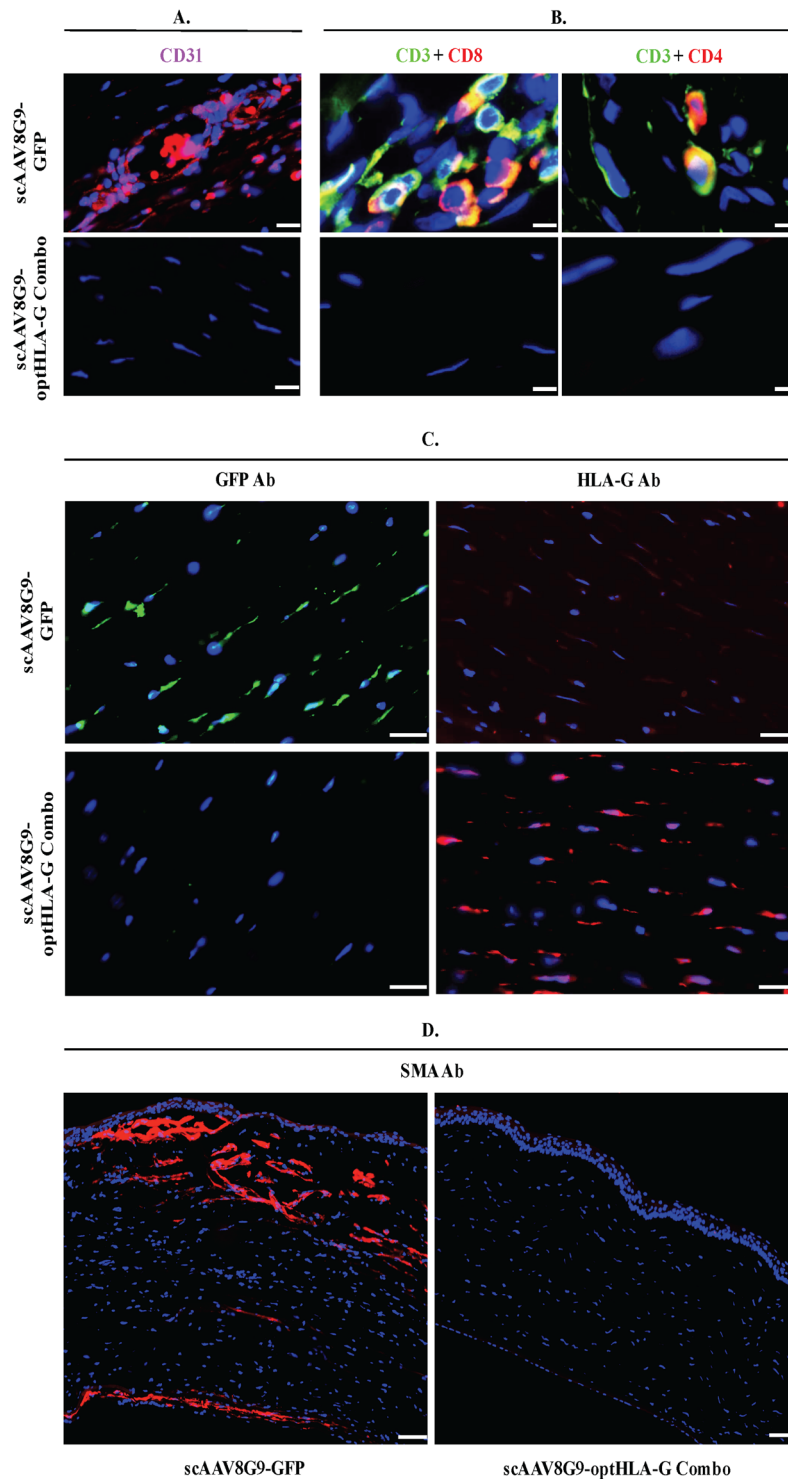 A.
B.
CD31
CD3 + CD8
CD3 + CD4
scAAV8G9-
GFP
scAAV8G9-
optHLA-G Combo
C.
GFP Ab
HLA-G Ab
scAAV8G9-
GFP
scAAV8G9-
optHLA-G Combo
D.
SMA Ab
scAAV8G9-GFP
scAAV8G9-optHLA-G Combo